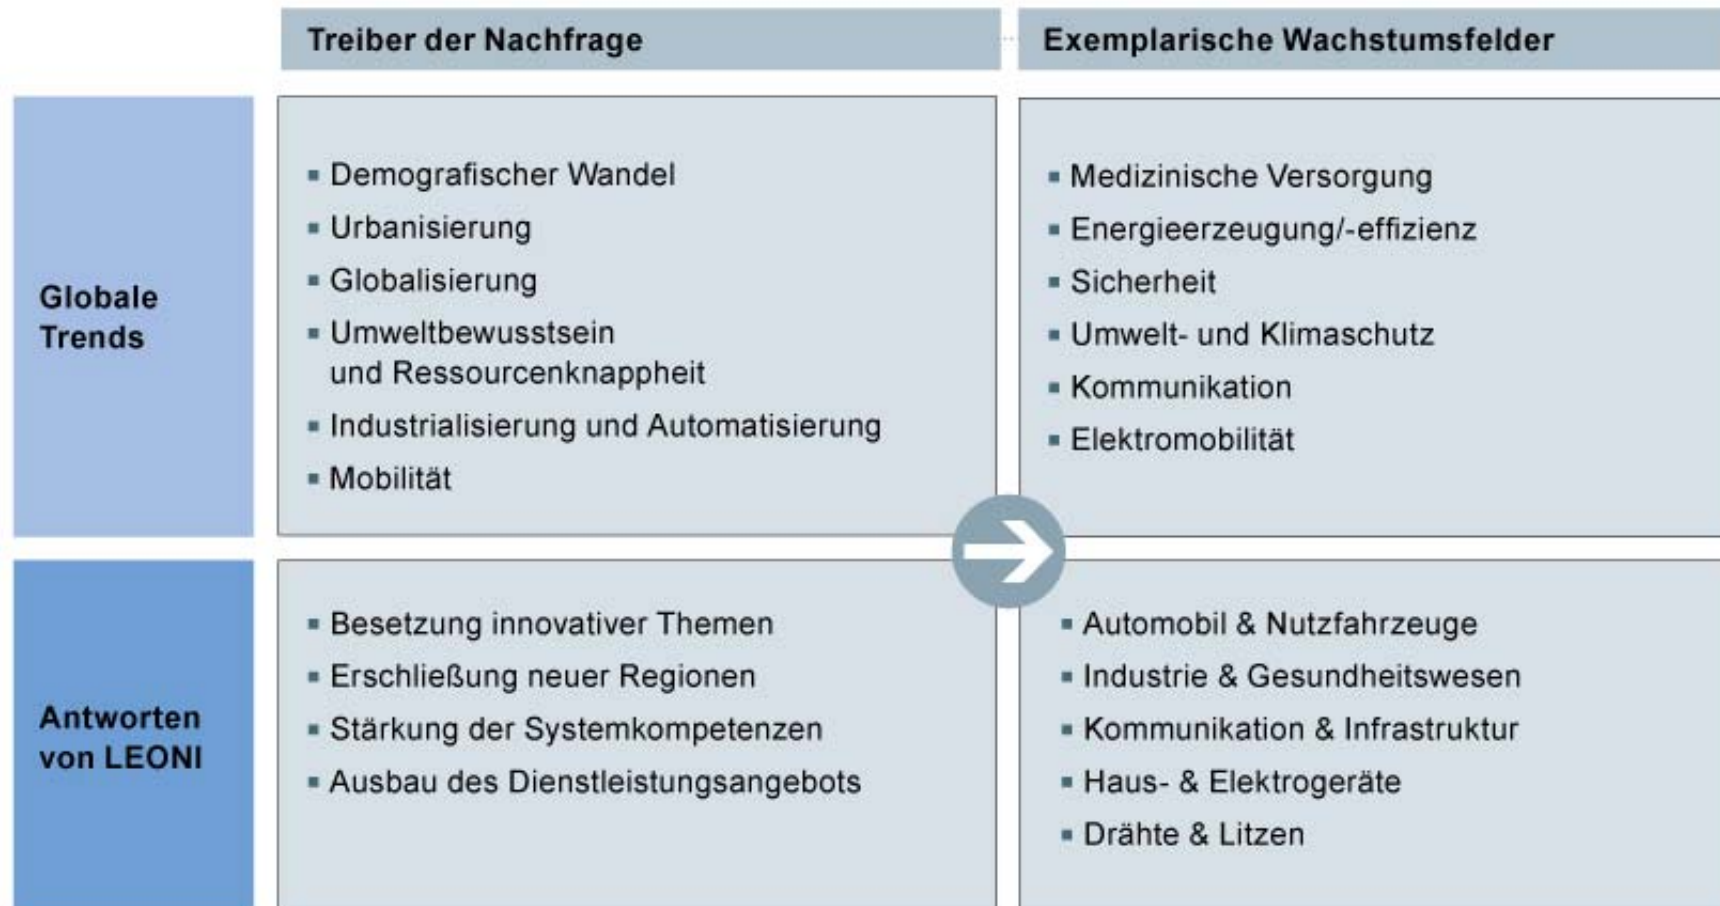 Treiber der Nachfrage
Exemplarische Wachstumsfelder
Globale
Trends
Demografischer Wandel
Urbanisierung
Globalisierung
Umweltbewusstsein
und Ressourcenknappheit
Industrialisierung und Automatisierung
Mobilität
Medizinische Versorgung
Energieerzeugung/-effizienz
Sicherheit
Umwelt- und Klimaschutz
Kommunikation
Elektromobilität
Antworten
von LEONI
Besetzung innovativer Themen
Erschließung neuer Regionen
Stärkung der Systemkompetenzen
Ausbau des Dienstleistungsangebots
Automobil & Nutzfahrzeuge
Industrie & Gesundheitswesen
Kommunikation & Infrastruktur
Haus- & Elektrogeräte
Drähte & Litzen